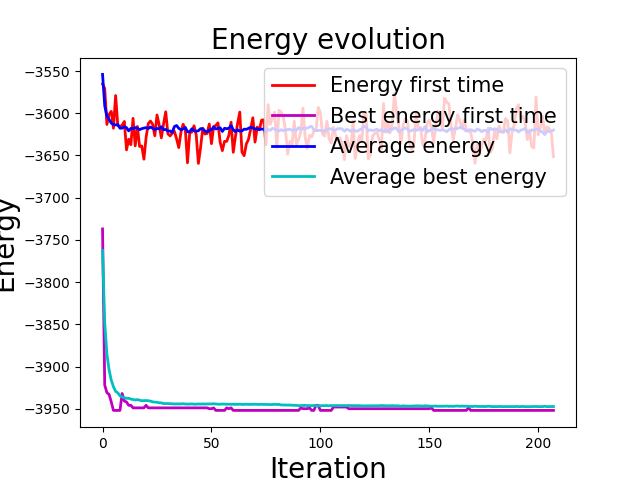 Energy evolution
Energy
−3550
−3600
−3650
−3700
−3750
−3800
−3850
−3900
−3950
Energy first time
Best energy first time
Average energy
Average best energy
0 50 100 150 200
Iteration